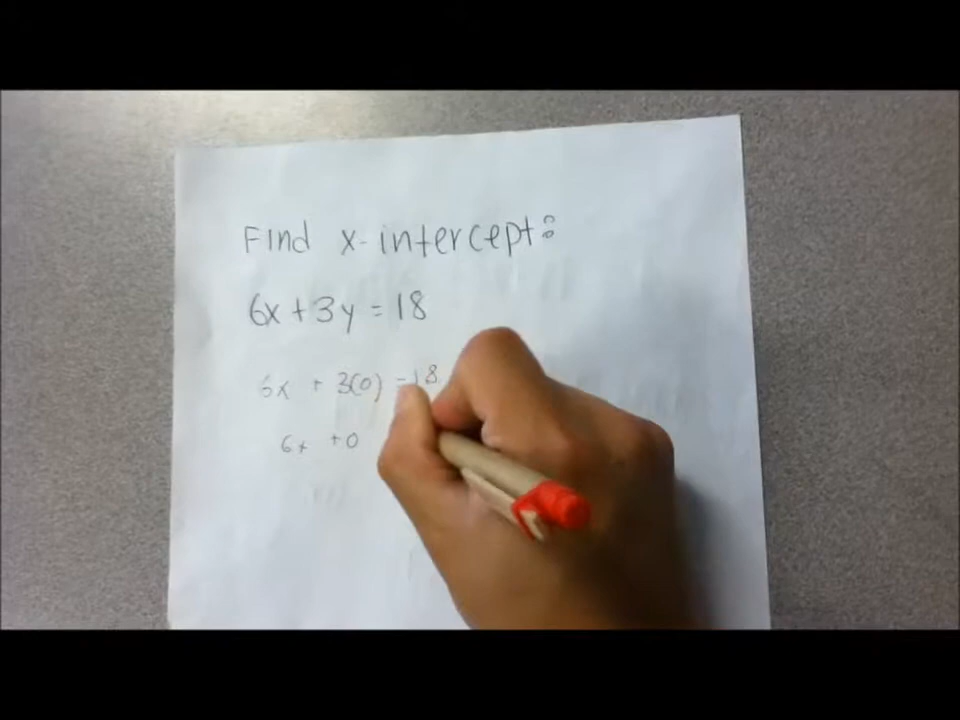 Find x-intercept:
6x + 3y = 18
6x + 3(0) = 18
6x + 0